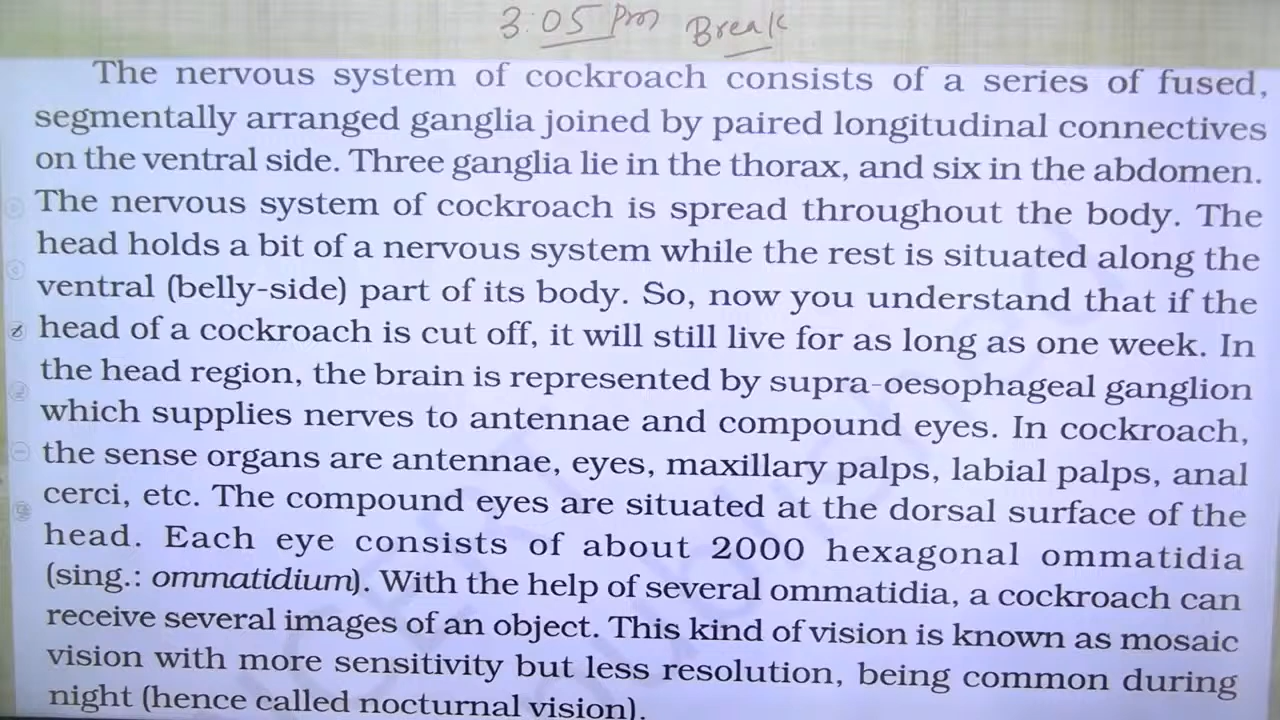 3:05 Pm Break
The nervous system of cockroach consists of a series of fused,
segmentally arranged ganglia joined by paired longitudinal connectives
on the ventral side. Three ganglia lie in the thorax, and six in the abdomen.
The nervous system of cockroach is spread throughout the body. The
head holds a bit of a nervous system while the rest is situated along the
ventral (belly-side) part of its body. So, now you understand that if the
head of a cockroach is cut off, it will still live for as long as one week. In
the head region, the brain is represented by supra-oesophageal ganglion
which supplies nerves to antennae and compound eyes. In cockroach,
the sense organs are antennae, eyes, maxillary palps, labial palps, anal
cerci, etc. The compound eyes are situated at the dorsal surface of the
head. Each eye consists of about 2000 hexagonal ommatidia
(sing.: ommatidium). With the help of several ommatidia, a cockroach can
receive several images of an object. This kind of vision is known as mosaic
vision with more sensitivity but less resolution, being common during
night (hence called nocturnal vision).